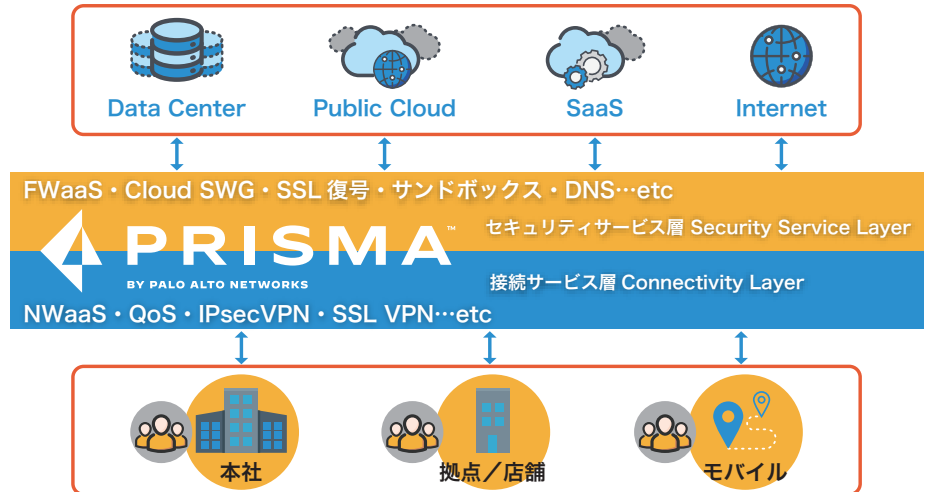 Data Center
Public Cloud
SaaS
Internet
FWaaS・Cloud SWG・SSL 復号・サンドボックス・DNS…etc
セキュリティサービス層 Security Service Layer
PRISMA™
BY PALO ALTO NETWORKS
接続サービス層 Connectivity Layer
NWaaS・QoS・IPsecVPN・SSL VPN…etc
本社
拠点／店舗
モバイル